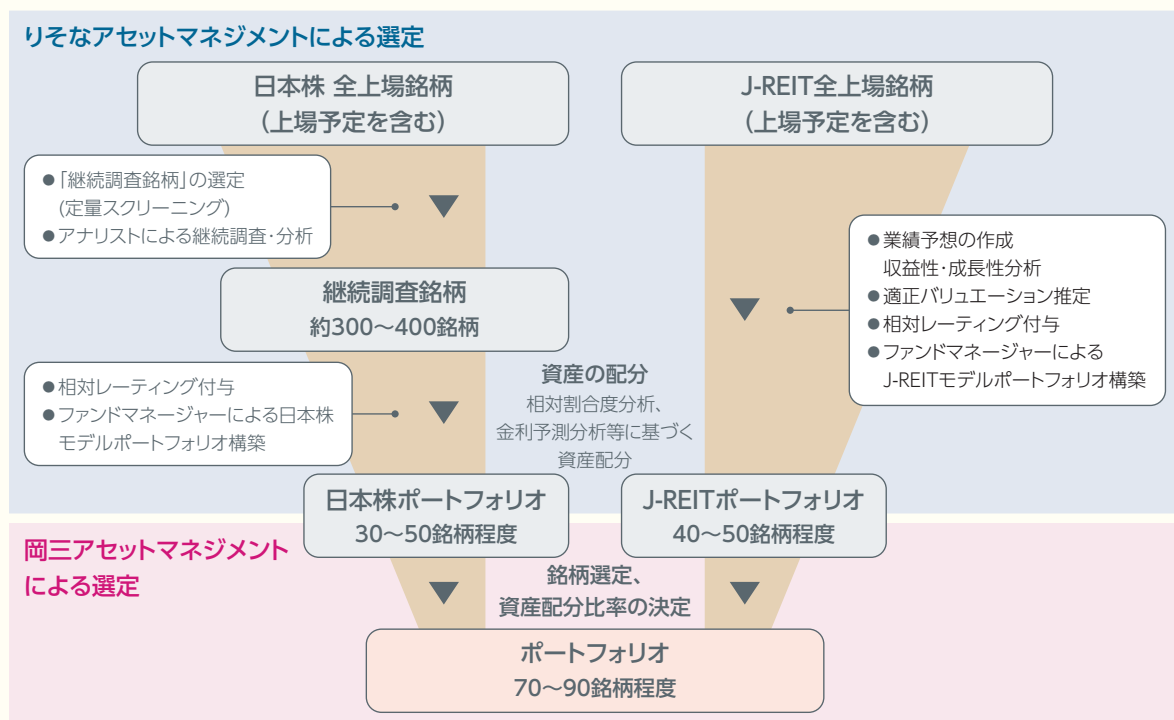 りそなアセットマネジメントによる選定
日本株 全上場銘柄
(上場予定を含む)
J-REIT全上場銘柄
(上場予定を含む)
●「継続調査銘柄」の選定
(定量スクリーニング)
●アナリストによる継続調査・分析
●業績予想の作成
収益性・成長性分析
●適正バリュエーション推定
●相対レーティング付与
●ファンドマネージャーによる
J-REITモデルポートフォリオ構築
継続調査銘柄
約300～400銘柄
●相対レーティング付与
●ファンドマネージャーによる日本株
モデルポートフォリオ構築
資産の配分
相対割合度分析、
金利予測分析等に基づく
資産配分
日本株ポートフォリオ
30～50銘柄程度
J-REITポートフォリオ
40～50銘柄程度
岡三アセットマネジメント
による選定
銘柄選定、
資産配分比率の決定
ポートフォリオ
70～90銘柄程度